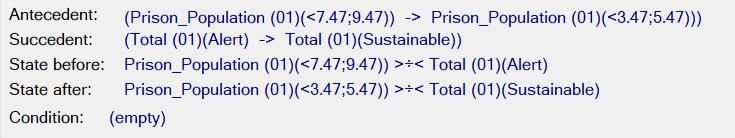 Antecedent: (Prison_Population (01)(<7.47;9.47)) -> Prison_Population (01)(<3.47;5.47)))
Succedent: (Total (01)(Alert) -> Total (01)(Sustainable))
State before: Prison_Population (01)(<7.47;9.47)) >÷< Total (01)(Alert)
State after: Prison_Population (01)(<3.47;5.47)) >÷< Total (01)(Sustainable)
Condition: (empty)